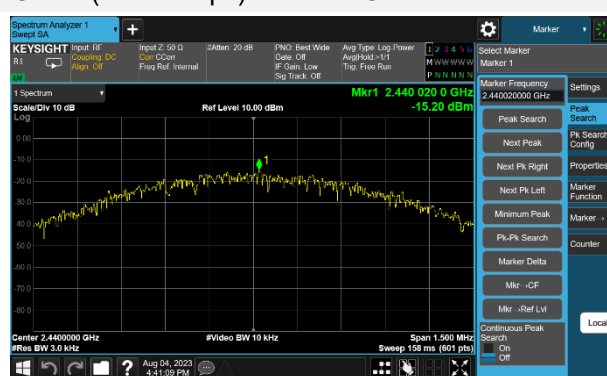 Spectrum Analyzer 1
Swept SA
+
Marker
KEYSIGHT
Input: RF
Coupling: DC
Align: Off
Input Z: 50 Ω
Corr CCorr
Freq Ref: Internal
#Atten: 20 dB
PNO: Best Wide
Gate: Off
IF Gain: Low
Sig Track: Off
Avg Type: Log Power
Avg|Hold:>1/1
Trig: Free Run
1 2 3 4 5 6
M W W W W W
P N N N N N
LW
Select Marker
Marker 1
1 Spectrum
Scale/Div 10 dB
Log
Ref Level 10.00 dBm
Mkr1 2.440 020 0 GHz
-15.20 dBm
0.00
-10.0
-20.0
-30.0
-40.0
-50.0
-60.0
-70.0
-80.0
1
Center 2.4400000 GHz
#Res BW 3.0 kHz
#Video BW 10 kHz
Span 1.500 MHz
Sweep 158 ms (601 pts)
Marker Frequency
2.440020000 GHz
Peak Search
Next Peak
Next Pk Right
Next Pk Left
Minimum Peak
Pk-Pk Search
Marker Delta
Mkr→CF
Mkr→Ref Lvl
Continuous Peak
Search
On
Off
Settings
Peak
Search
Pk Search
Config
Properties
Marker
Function
Marker→
Counter
Local
?
Aug 04, 2023
4:41:09 PM